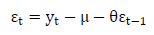 εₜ = yₜ − μ − θεₜ₋₁